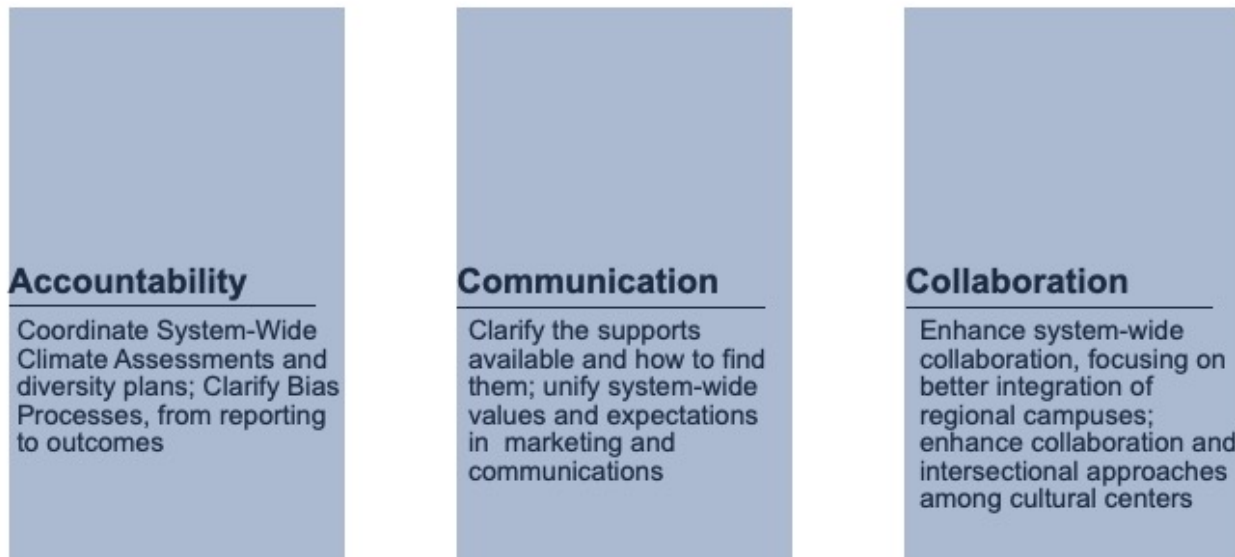 Accountability
Coordinate System-Wide
Climate Assessments and
diversity plans; Clarify Bias
Processes, from reporting
to outcomes
Communication
Clarify the supports
available and how to find
them; unify system-wide
values and expectations
in  marketing and
communications
Collaboration
Enhance system-wide
collaboration, focusing on
better integration of
regional campuses;
enhance collaboration and
intersectional approaches
among cultural centers